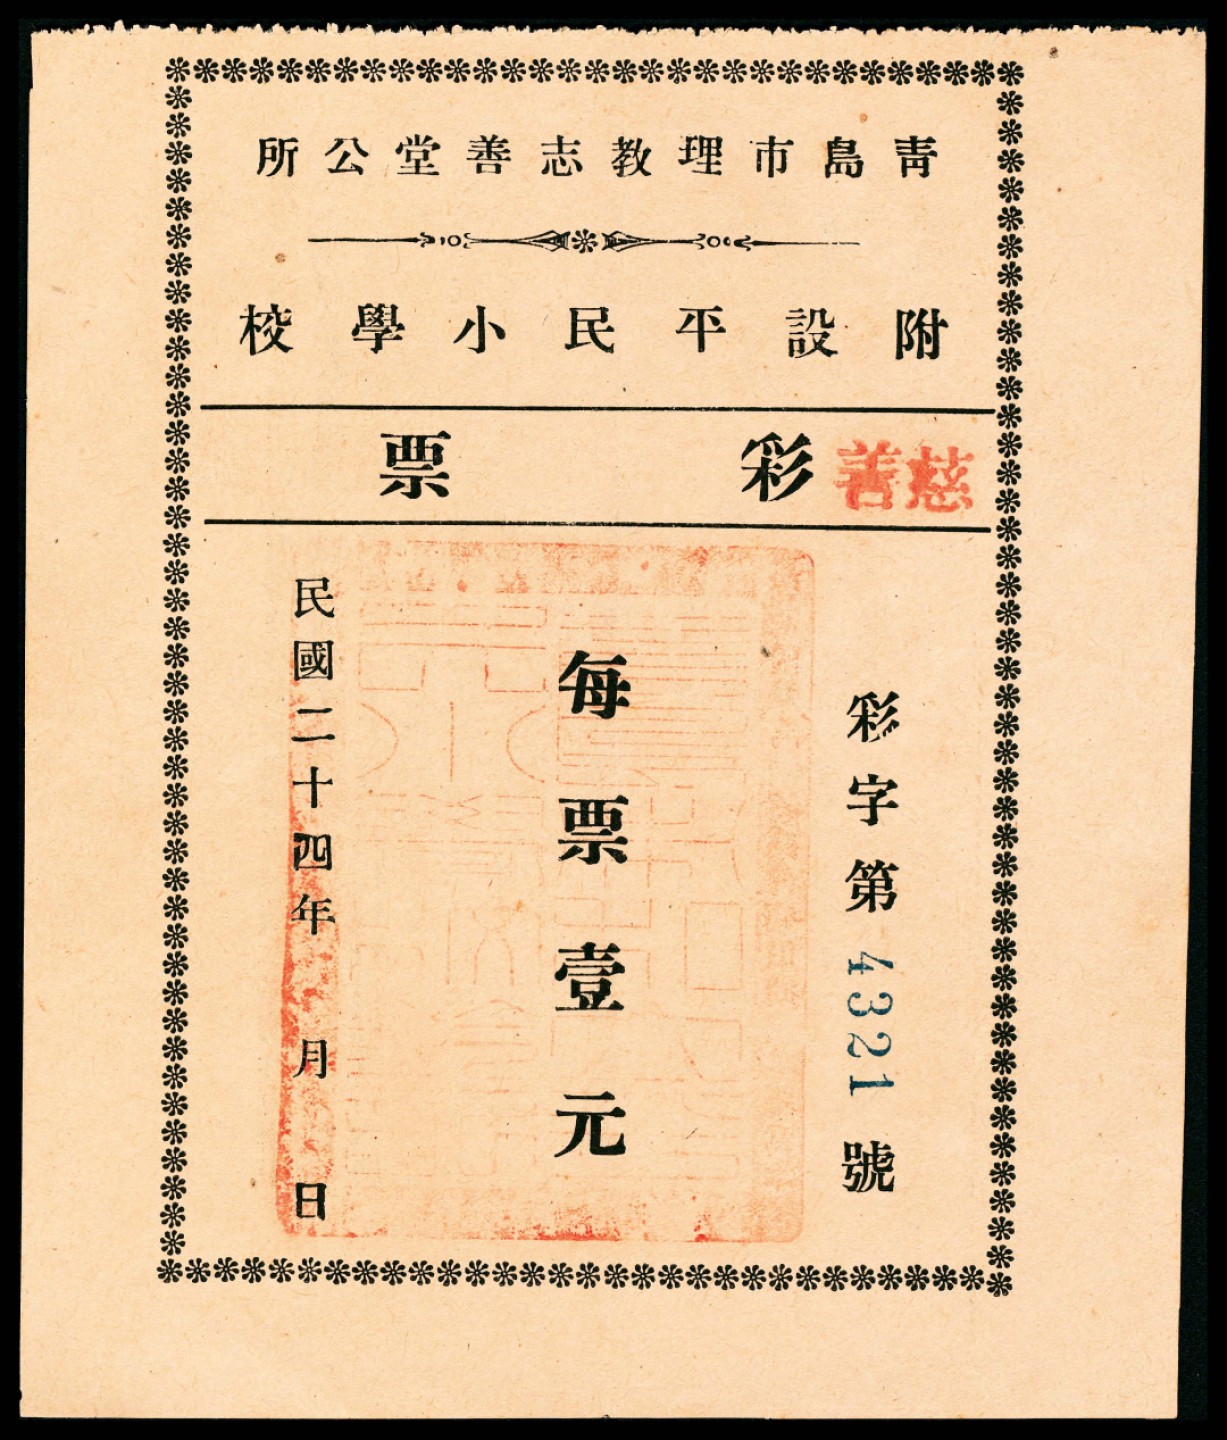 青島市理教志善堂公所
附設平民小學校
慈善彩票
彩字第4321號
每票壹元
民國二十四年 月 日